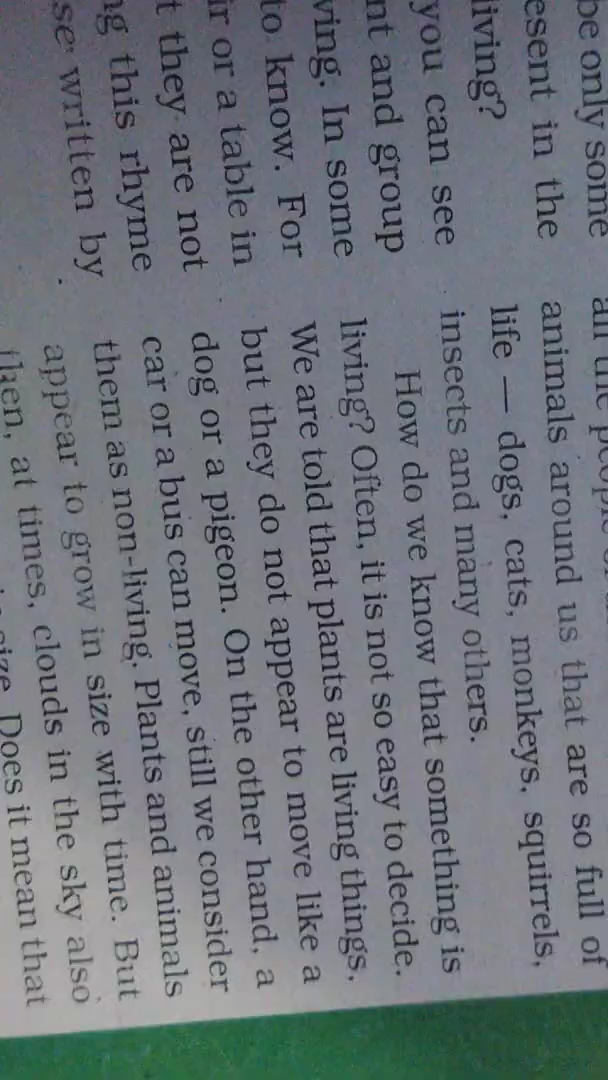 be only some
esent in the
living?
you can see
nt and group
ving. In some
to know. For
ir or a table in
t they are not
ng this rhyme
se written by
all the people
animals around us that are so full of
life — dogs, cats, monkeys, squirrels,
insects and many others.
How do we know that something is
living? Often, it is not so easy to decide.
We are told that plants are living things,
but they do not appear to move like a
dog or a pigeon. On the other hand, a
car or a bus can move, still we consider
them as non-living. Plants and animals
appear to grow in size with time. But
then, at times, clouds in the sky also
size. Does it mean that